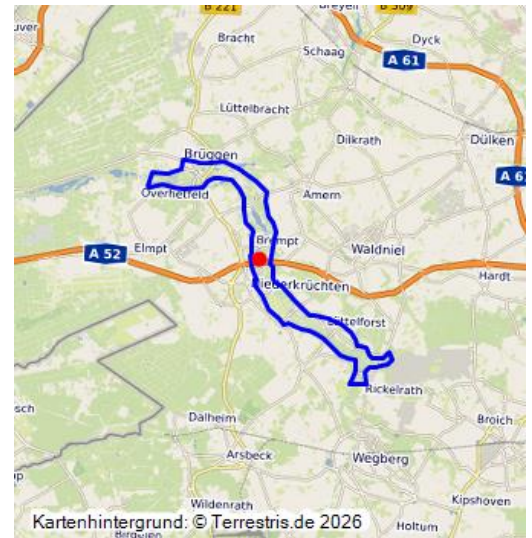 B 221
Breyell
B 509
Bracht
Dyck
Schaag
A 61
Lüttelbracht
Dilkrath
Dülken
Brüggen
A 61
Overhetfeld
Amern
Brempt
Elmpt
A 52
Waldniel
Hardt
Niederkrüchten
Lüttelforst
Rickelrath
Dalheim
Broich
Arsbeck
Wegberg
Wildenrath
Kipshoven
Kartenhintergrund: © Terrestris.de 2026
Holtum